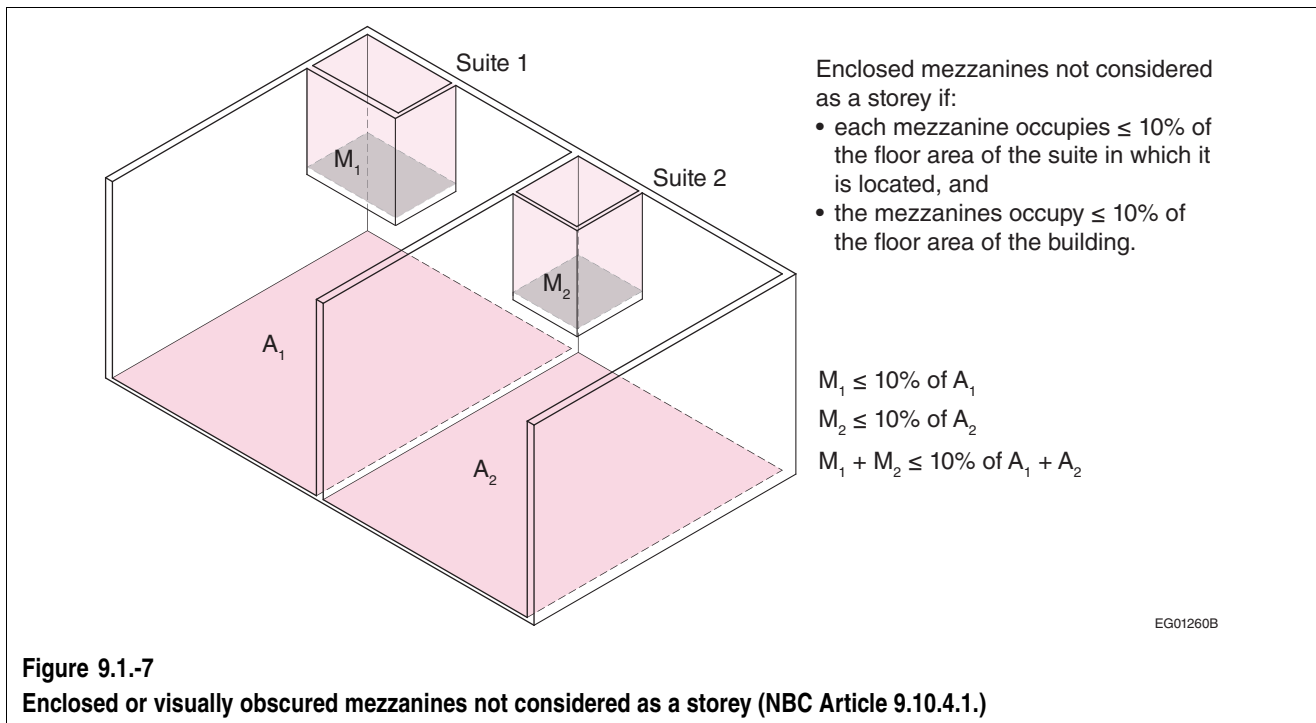 Suite 1
M₁
Suite 2
M₂
A₁
A₂
Enclosed mezzanines not considered
as a storey if:
• each mezzanine occupies ≤ 10% of
the floor area of the suite in which it
is located, and
• the mezzanines occupy ≤ 10% of
the floor area of the building.
M₁ ≤ 10% of A₁
M₂ ≤ 10% of A₂
M₁ + M₂ ≤ 10% of A₁ + A₂
EG01260B
Figure 9.1.-7
Enclosed or visually obscured mezzanines not considered as a storey (NBC Article 9.10.4.1.)